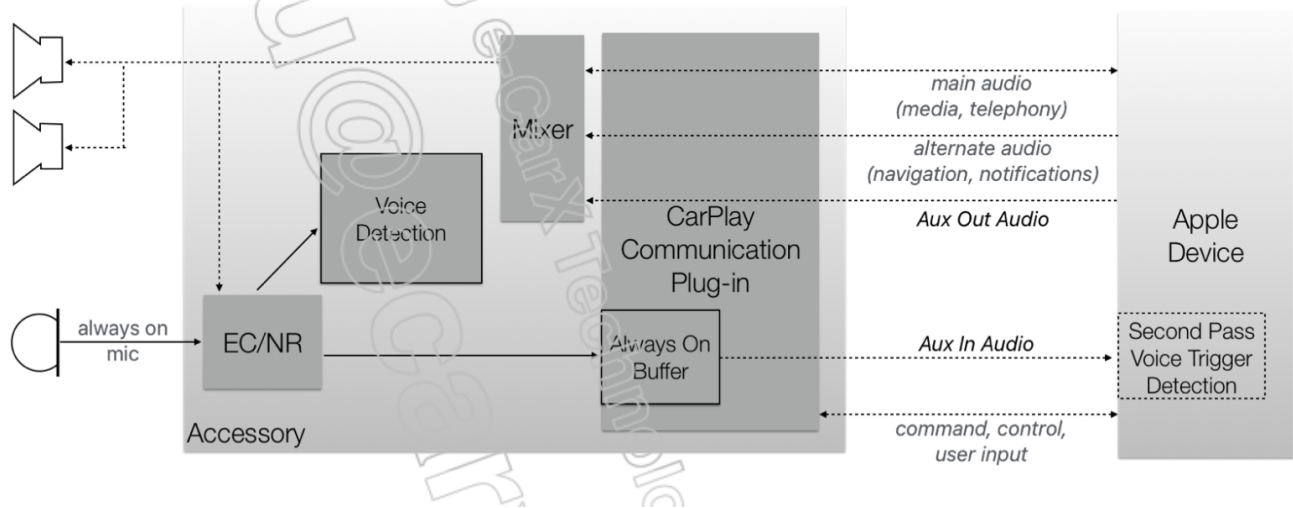 main audio
(media, telephony)
Mixer
alternate audio
(navigation, notifications)
Voice
Detection
CarPlay
Communication
Plug-in
Aux Out Audio
Apple
Device
always on
mic
EC/NR
Always On
Buffer
Aux In Audio
Second Pass
Voice Trigger
Detection
Accessory
command, control,
user input